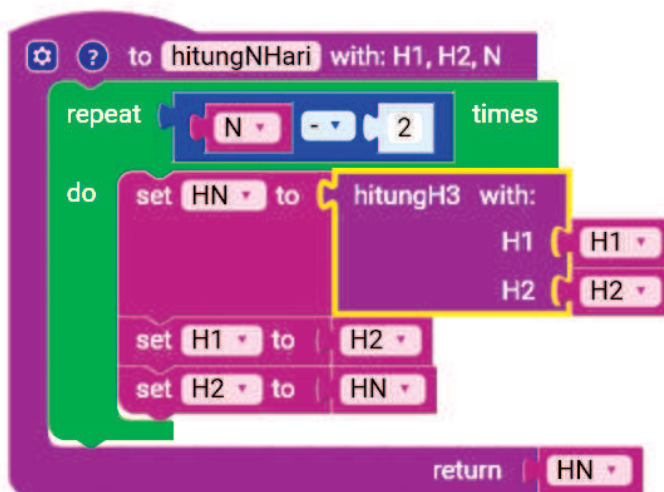 ? to hitungNHari with: H1, H2, N
repeat N - 2 times
do set HN to hitungH3 with:
H1 H1
H2 H2
set H1 to H2
set H2 to HN
return HN